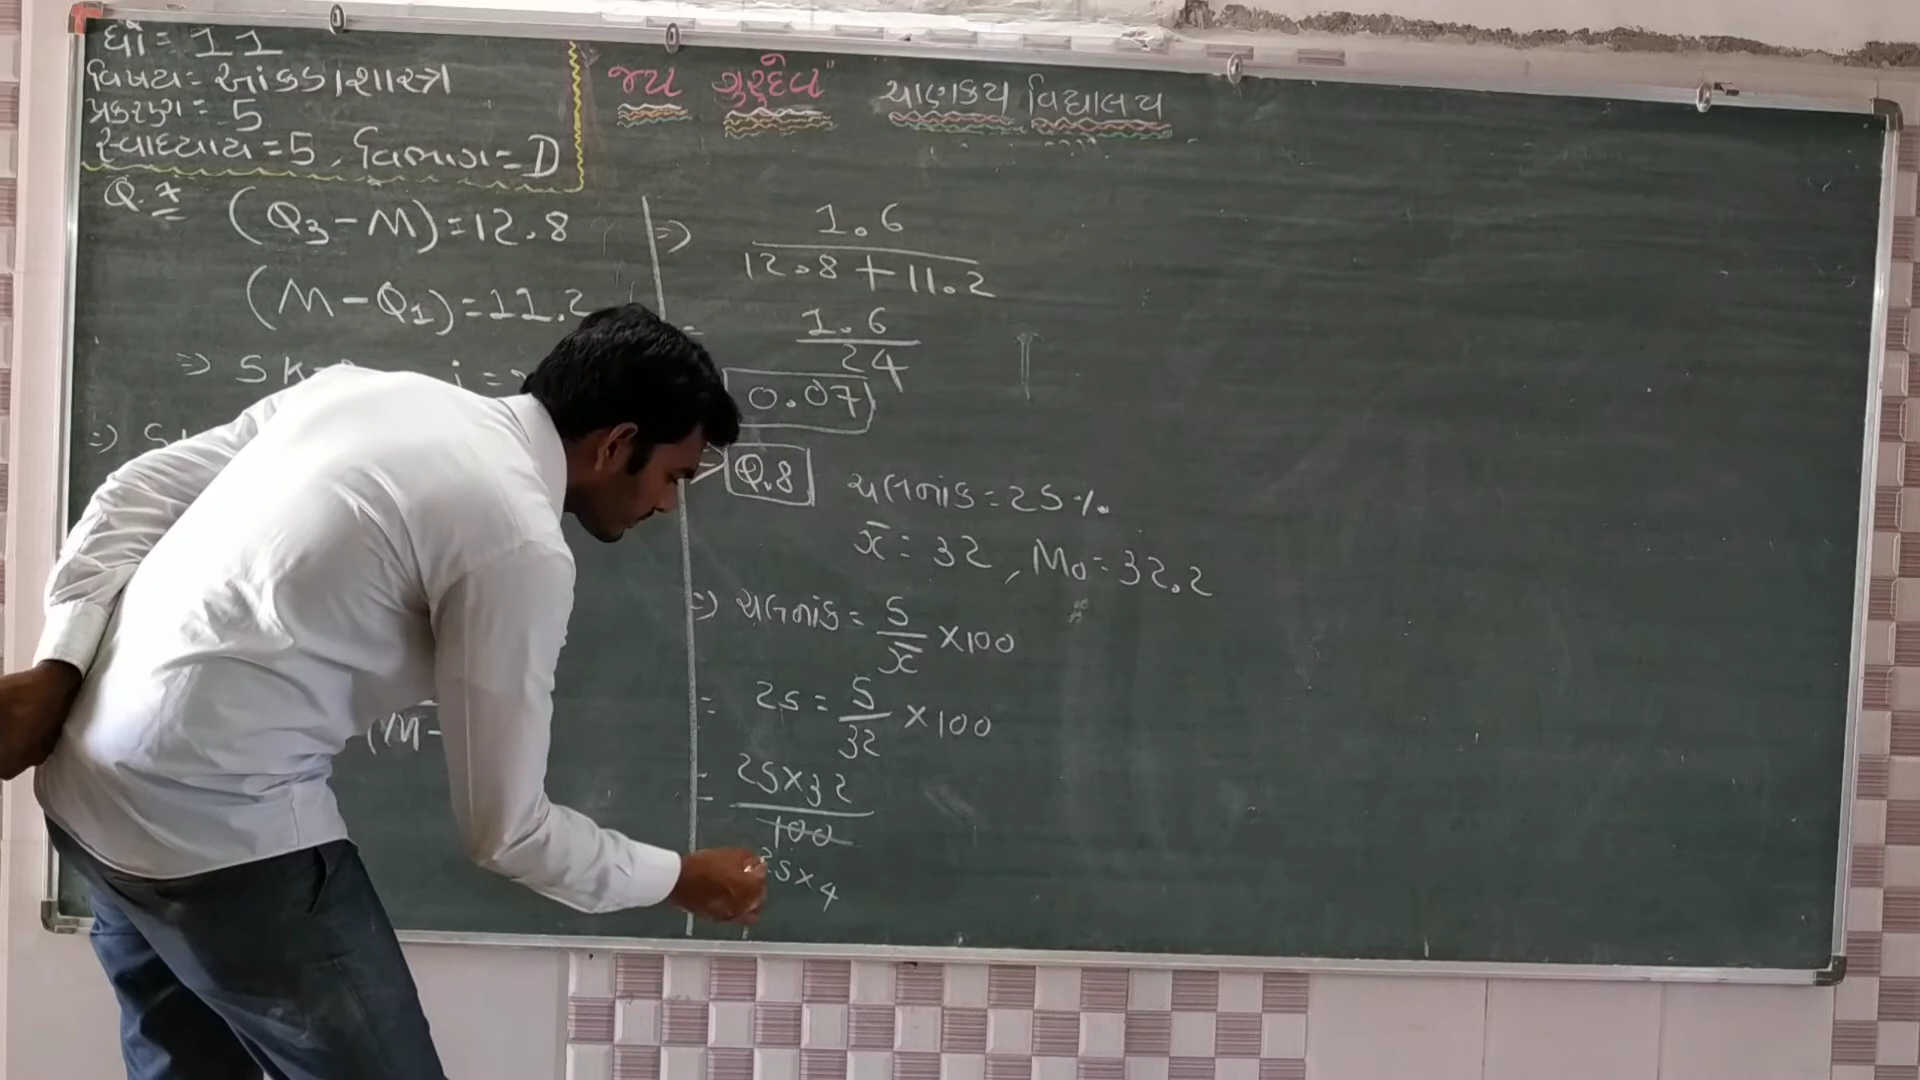 ધો = 11
વિષય = આંકડાશાસ્ત્ર
પ્રકરણ = 5
સ્વાધ્યાય = 5, વિભાગ = D
જય ગુરુદેવ" ચાણક્ય વિદ્યાલય
Q.7 (Q3 - M) = 12.8
(M - Q1) = 11.2
⇒ SK
⇒ S
(M-
⇒ 1.6
12.8 + 11.2
= 1.6
24
0.07
Q.8 ચલનાંક = 25%.
x̄ = 32, Mo = 32.2
⇒ ચલનાંક = S/x̄ × 100
= 25 = S/32 × 100
= 25×32
100
25×4